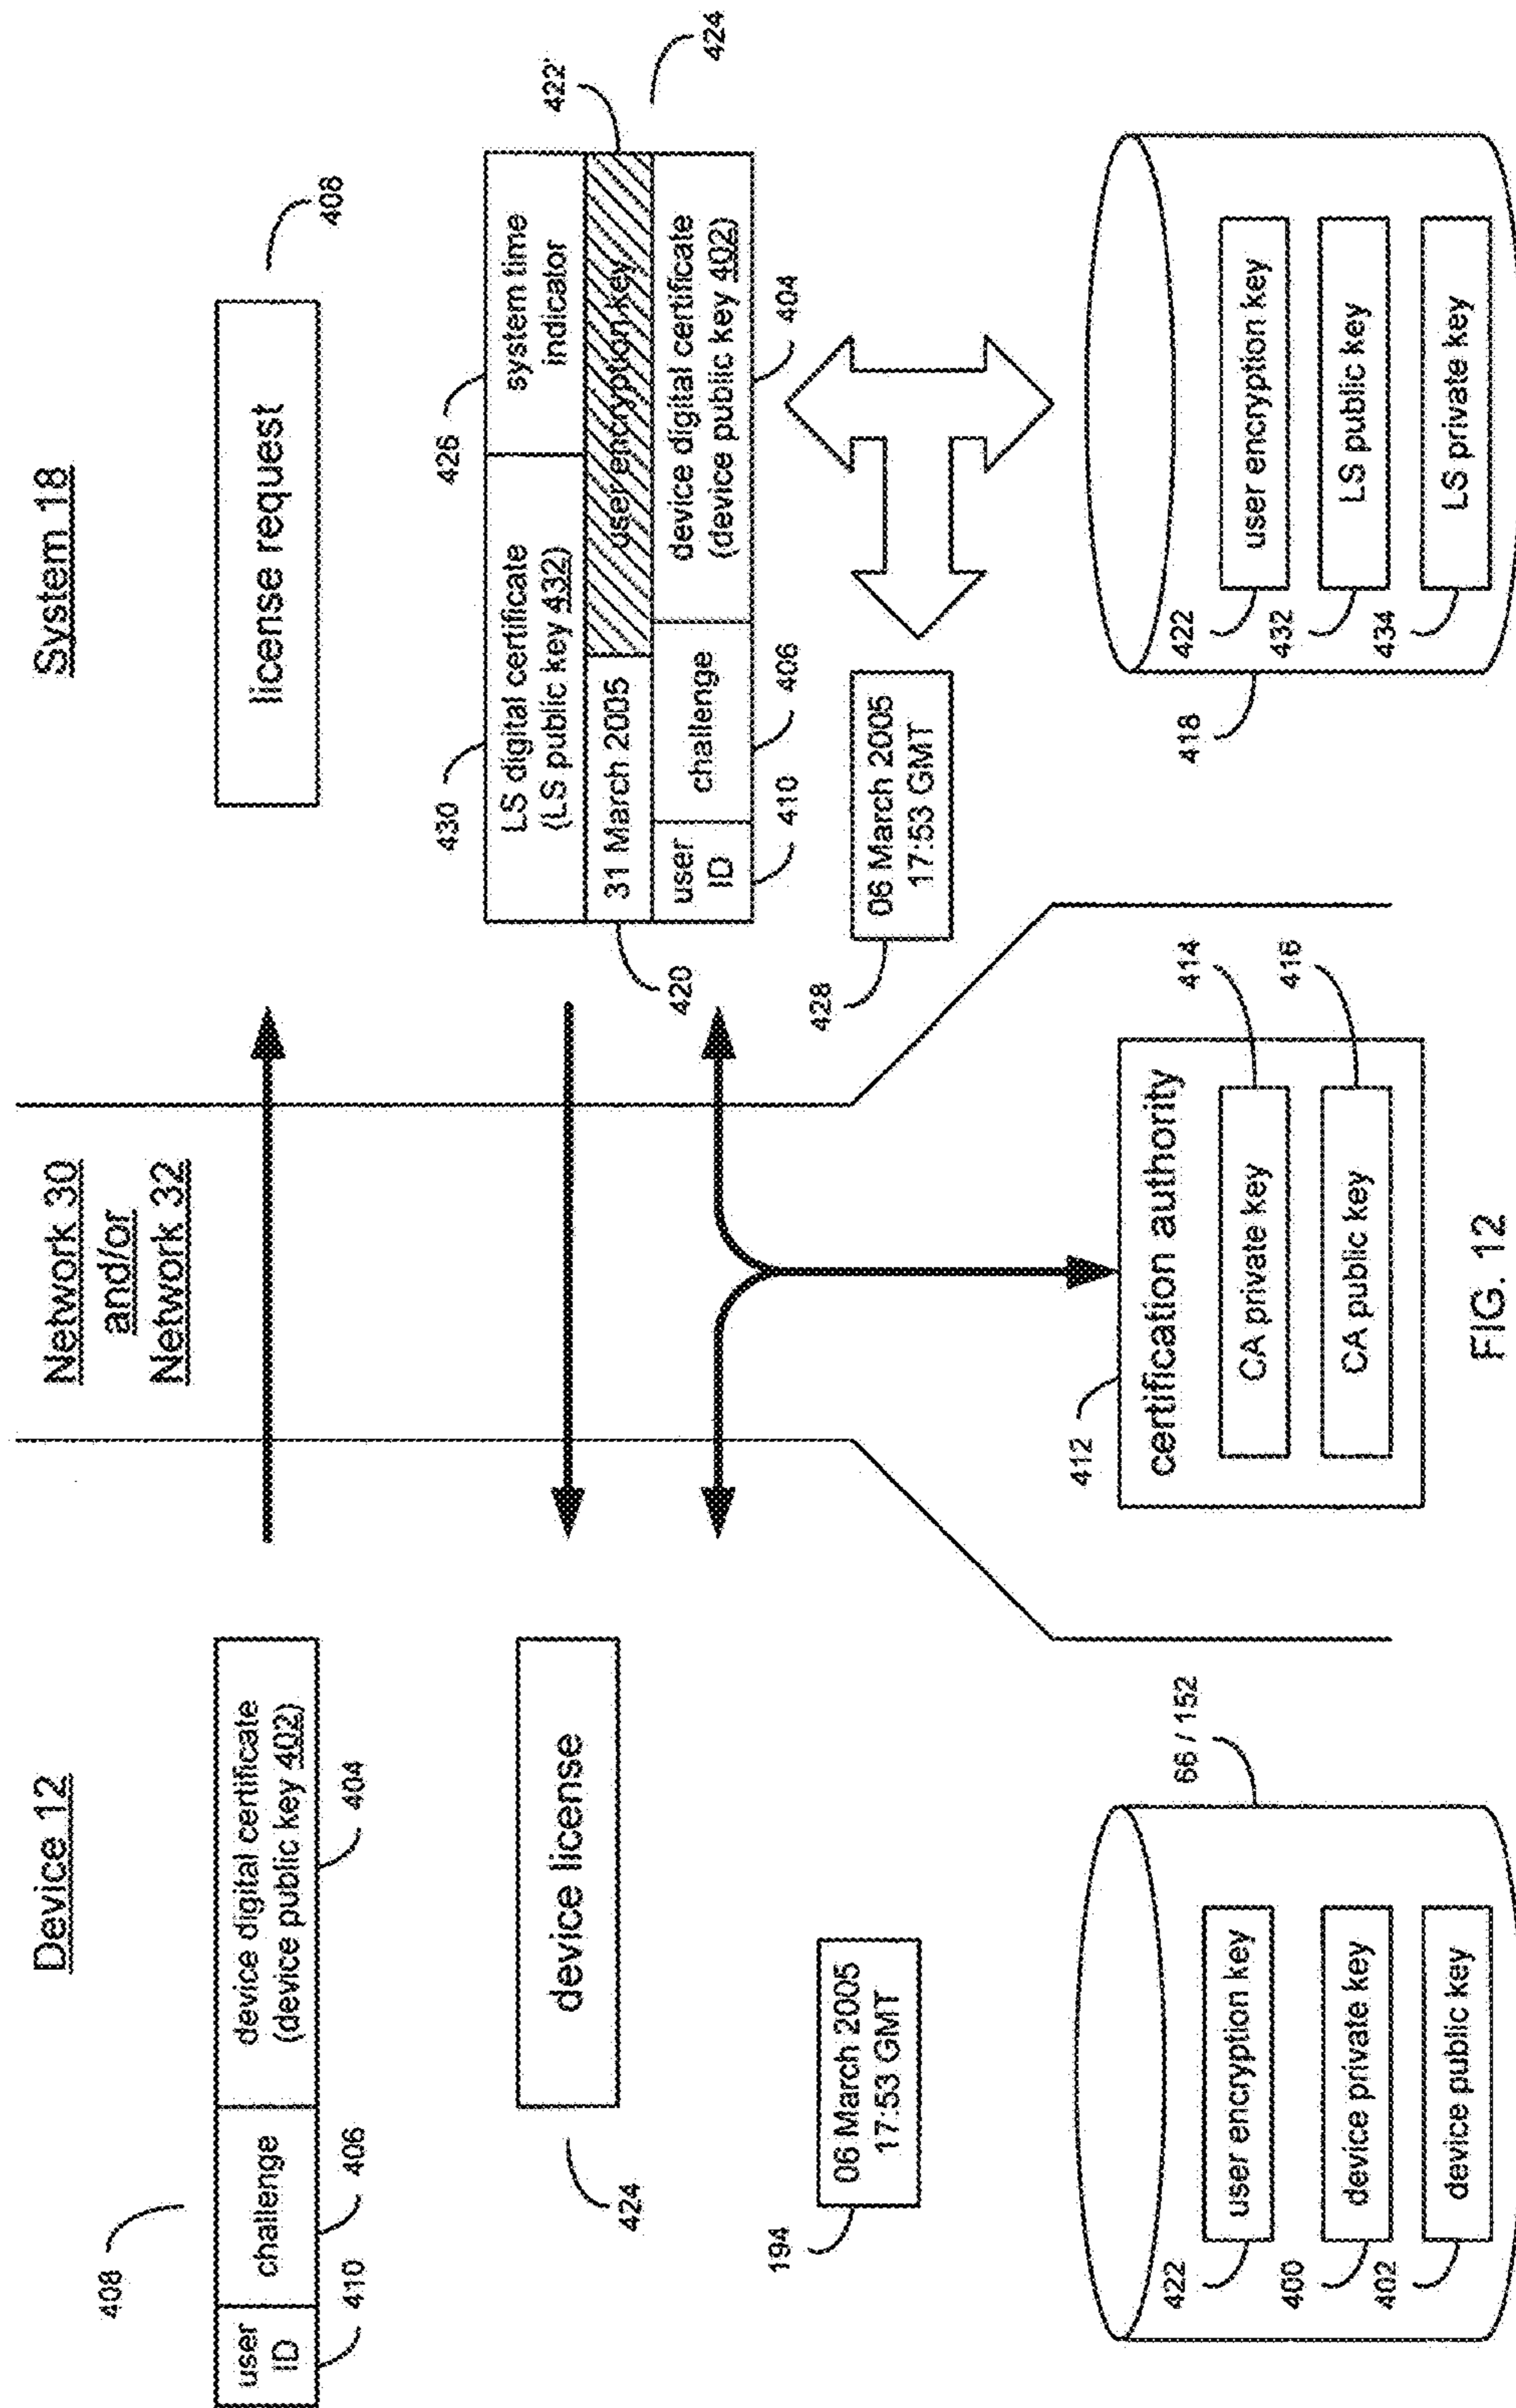 Device 12
Network 30
and/or
Network 32
System 18
408
user
ID
challenge
device digital certificate
(device public key 402)
410
406
404
license request
408
device license
424
430
426
LS digital certificate
(LS public key 432)
system time
indicator
422'
31 March 2005
user encryption key
424
user
ID
challenge
device digital certificate
(device public key 402)
420
410
406
404
194
06 March 2005
17:53 GMT
428
06 March 2005
17:53 GMT
66 / 152
422
user encryption key
400
device private key
402
device public key
412
certification authority
CA private key
414
CA public key
416
418
422
user encryption key
432
LS public key
434
LS private key
FIG. 12